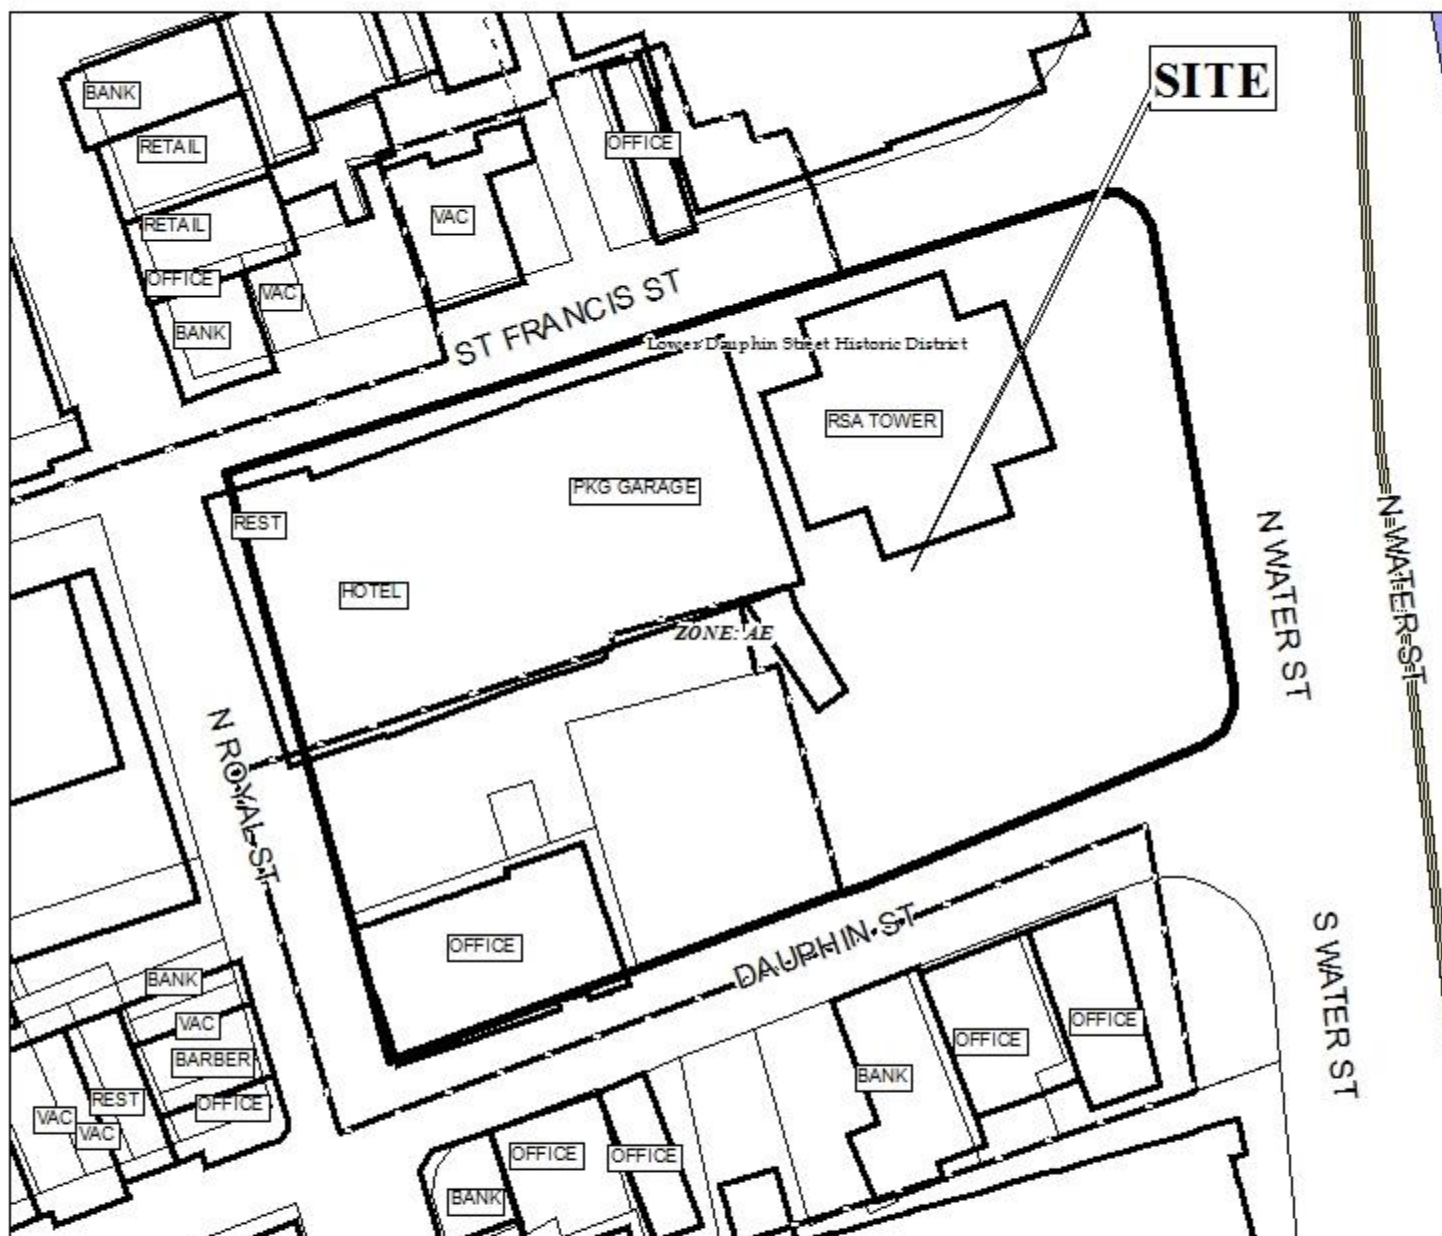 SITE
BANK
RETAIL
OFFICE
RETAIL
VAC
OFFICE
VAC
BANK
ST FRANCIS ST
Lower Dauphin Street Historic District
RSA TOWER
PKG GARAGE
REST
HOTEL
ZONE: AE
N WATER ST
N WATER ST
N ROYAL ST
OFFICE
DAUPHIN ST
S WATER ST
BANK
VAC
BARBER
REST
OFFICE
VAC
VAC
OFFICE
OFFICE
BANK
OFFICE
OFFICE
BANK